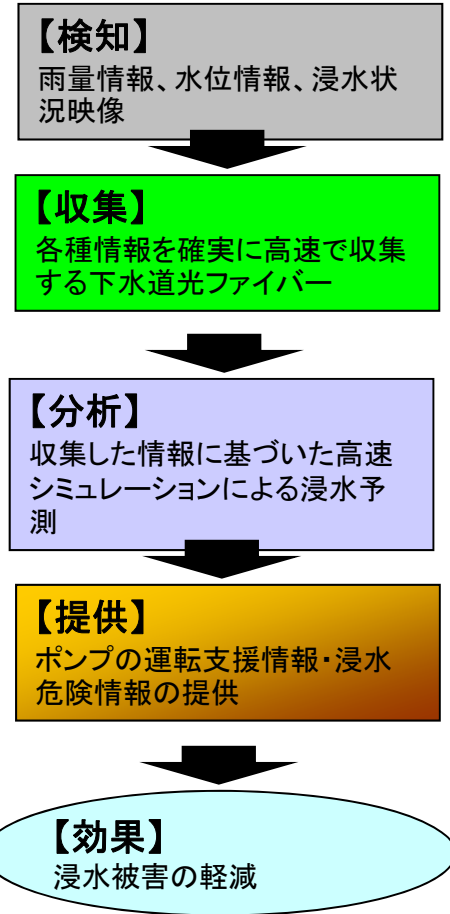 【検知】
雨量情報、水位情報、浸水状
況映像
【収集】
各種情報を確実に高速で収集
する下水道光ファイバー
【分析】
収集した情報に基づいた高速
シミュレーションによる浸水予
測
【提供】
ポンプの運転支援情報・浸水
危険情報の提供
【効果】
浸水被害の軽減